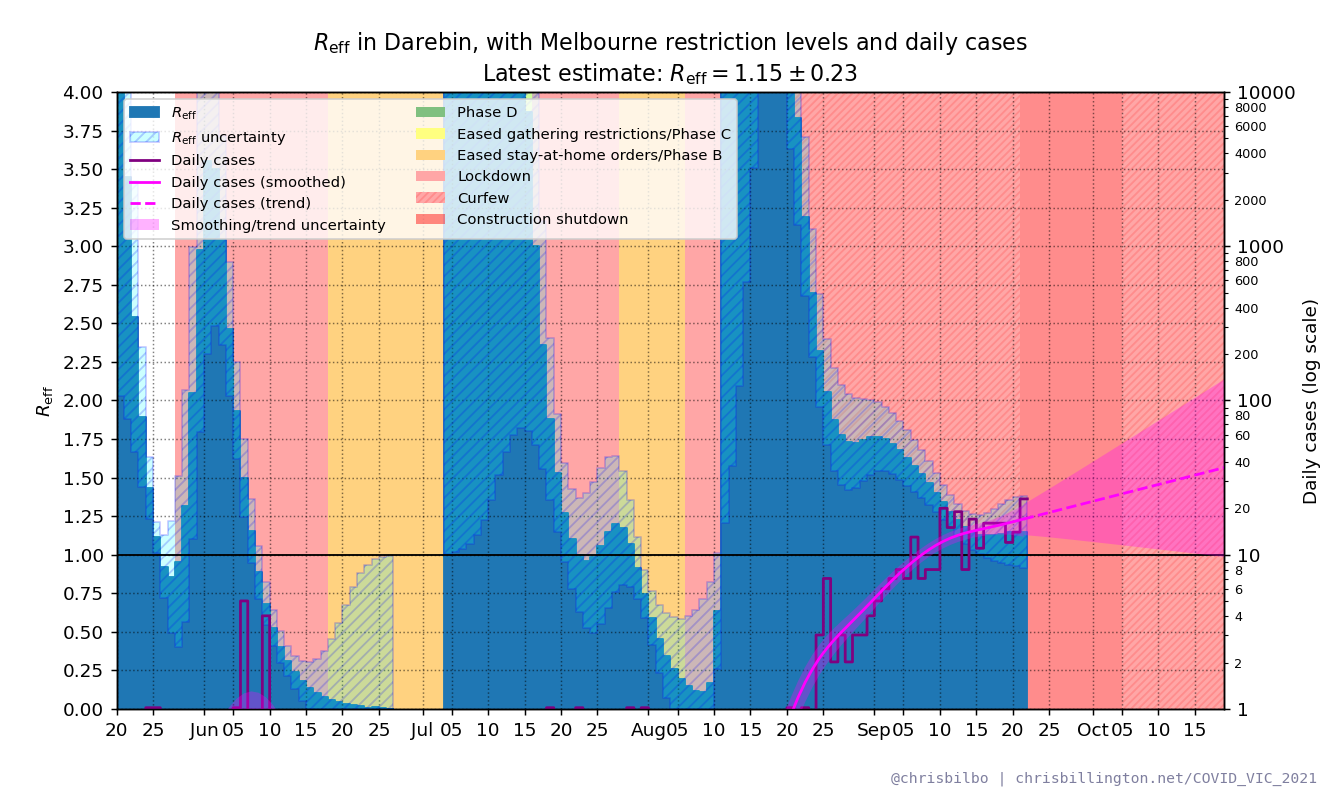 Reff in Darebin, with Melbourne restriction levels and daily cases
Latest estimate: Reff = 1.15 ± 0.23
Reff
Reff uncertainty
Daily cases
Daily cases (smoothed)
Daily cases (trend)
Smoothing/trend uncertainty
Phase D
Eased gathering restrictions/Phase C
Eased stay-at-home orders/Phase B
Lockdown
Curfew
Construction shutdown
4.00
3.75
3.50
3.25
3.00
2.75
2.50
2.25
2.00
1.75
1.50
1.25
1.00
0.75
0.50
0.25
0.00
Reff
10000
8000
6000
4000
2000
1000
800
600
400
200
100
80
60
40
20
10
8
6
4
2
1
Daily cases (log scale)
20 25 Jun 05 10 15 20 25 Jul 05 10 15 20 25 Aug 05 10 15 20 25 Sep 05 10 15 20 25 Oct 05 10 15
@chrisbilbo | chrisbillington.net/COVID_VIC_2021